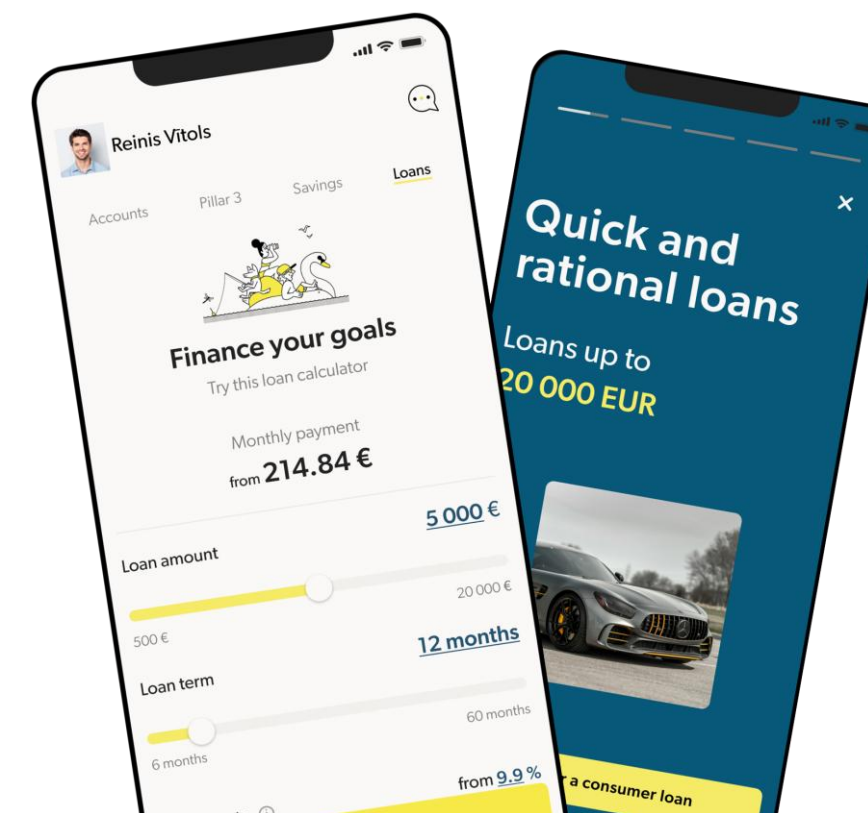 Reinis Vītols
Accounts
Pillar 3
Savings
Loans
Finance your goals
Try this loan calculator
Monthly payment
from 214.84 €
Loan amount
5 000 €
500 €
20 000 €
Loan term
12 months
6 months
60 months
from 9.9 %
Quick and
rational loans
Loans up to
20 000 EUR
a consumer loan